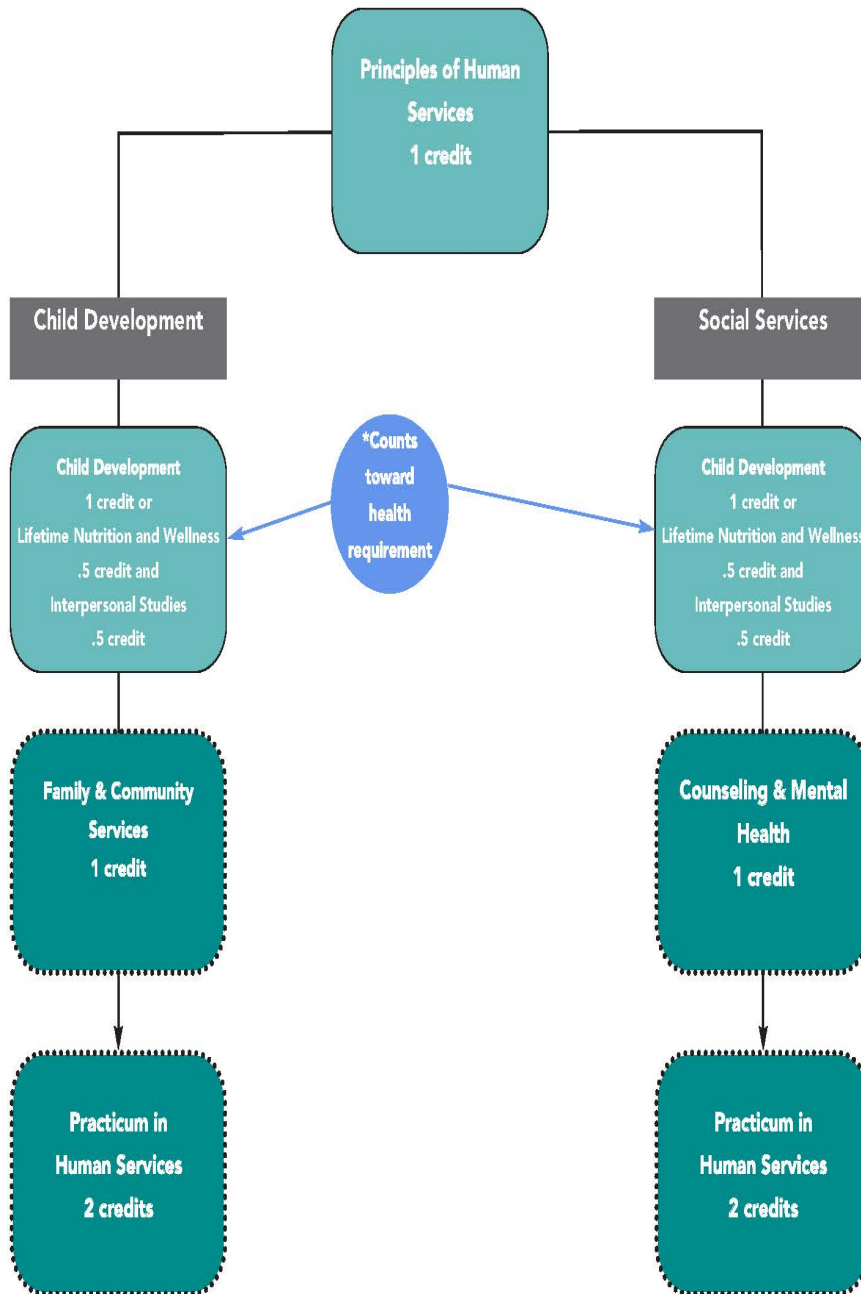 Principles of Human
Services
1 credit
Child Development
Social Services
Child Development
1 credit or
Lifetime Nutrition and Wellness
.5 credit and
Interpersonal Studies
.5 credit
*Counts
toward
health
requirement
Child Development
1 credit or
Lifetime Nutrition and Wellness
.5 credit and
Interpersonal Studies
.5 credit
Family & Community
Services
1 credit
Counseling & Mental
Health
1 credit
Practicum in
Human Services
2 credits
Practicum in
Human Services
2 credits